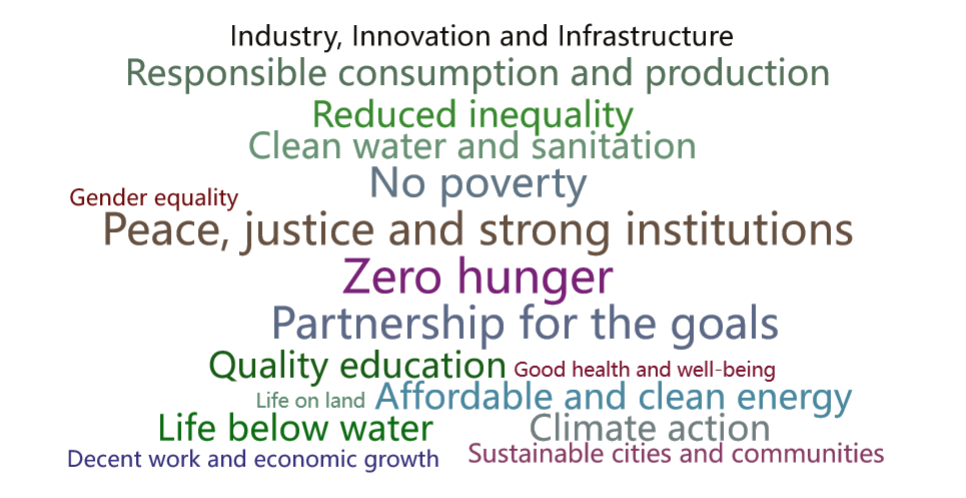 Industry, Innovation and Infrastructure
Responsible consumption and production
Reduced inequality
Clean water and sanitation
No poverty
Gender equality
Peace, justice and strong institutions
Zero hunger
Partnership for the goals
Quality education
Good health and well-being
Life on land
Affordable and clean energy
Life below water
Climate action
Decent work and economic growth
Sustainable cities and communities